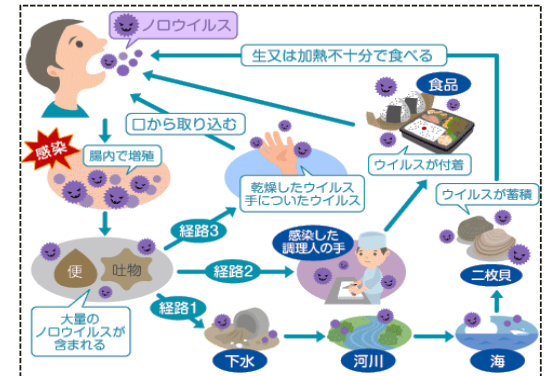 ノロウイルス
生又は加熱不十分で食べる
食品
口から取り込む
感染
腸内で増殖
ウイルスが付着
乾燥したウイルス
手についたウイルス
ウイルスが蓄積
経路3
感染した
調理人の手
便
吐物
経路2
二枚貝
経路1
大量の
ノロウイルスが
含まれる
下水
河川
海